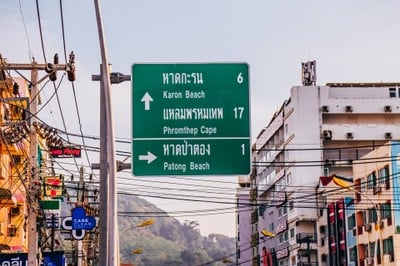 หาดกะรน 6
Karon Beach
แหลมพรหมเทพ 17
Phromthep Cape
หาดป่าตอง 1
Patong Beach